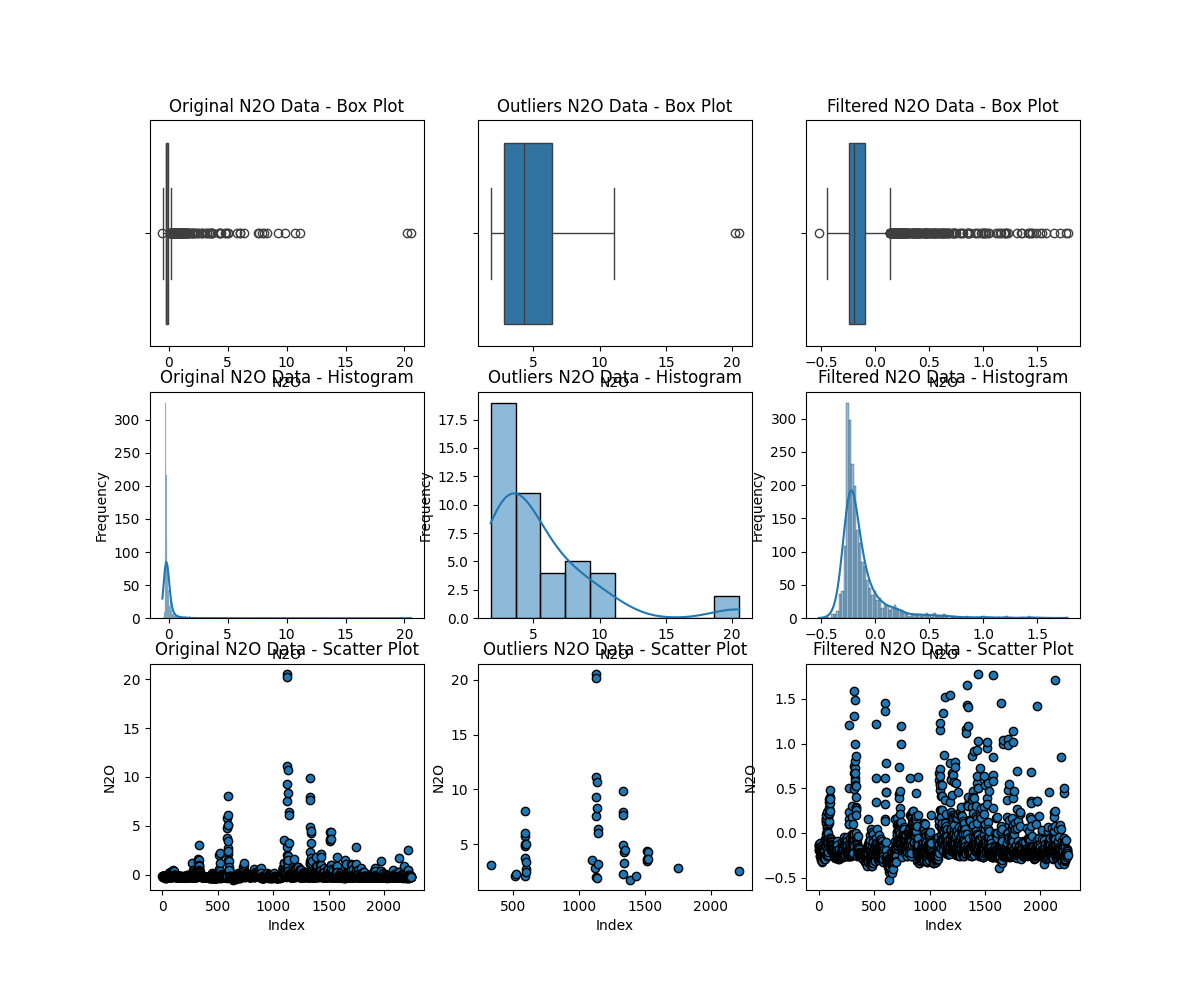 Original N2O Data - Box Plot
Outliers N2O Data - Box Plot
Filtered N2O Data - Box Plot
0 5 10 15 20
5 10 15 20
−0.5 0.0 0.5 1.0 1.5
N2O
N2O
N2O
Original N2O Data - Histogram
Outliers N2O Data - Histogram
Filtered N2O Data - Histogram
Frequency
300
250
200
150
100
50
0
0 5 10 15 20
N2O
Frequency
17.5
15.0
12.5
10.0
7.5
5.0
2.5
0.0
5 10 15 20
N2O
Frequency
300
250
200
150
100
50
0
−0.5 0.0 0.5 1.0 1.5
N2O
Original N2O Data - Scatter Plot
Outliers N2O Data - Scatter Plot
Filtered N2O Data - Scatter Plot
N2O
20
15
10
5
0
0 500 1000 1500 2000
Index
N2O
20
15
10
5
500 1000 1500 2000
Index
N2O
1.5
1.0
0.5
0.0
−0.5
0 500 1000 1500 2000
Index